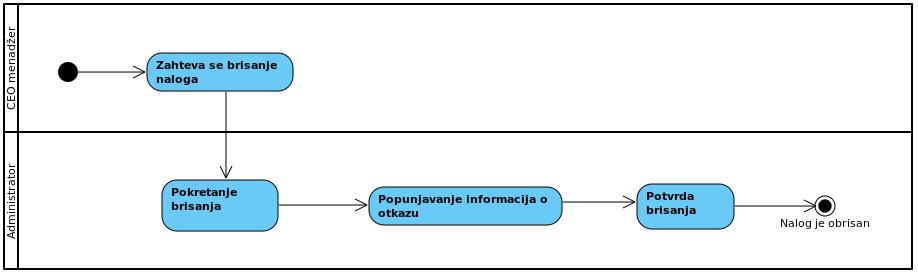 CEO menadžer
Zahteva se brisanje
naloga
Administrator
Pokretanje
brisanja
Popunjavanje informacija o
otkazu
Potvrda
brisanja
Nalog je obrisan